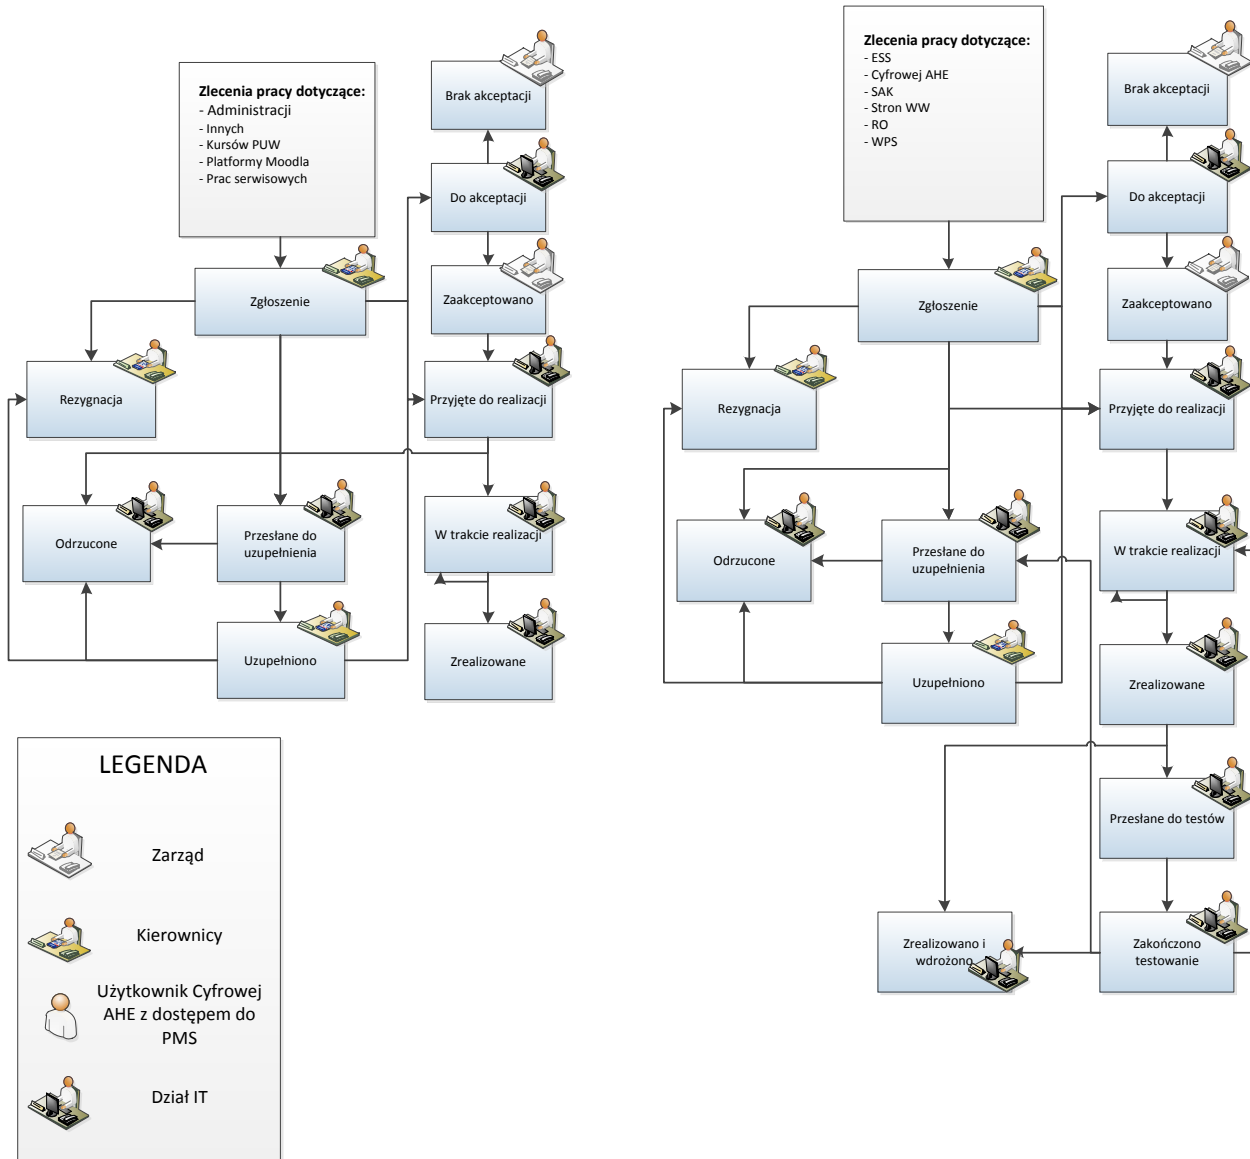 Zlecenia pracy dotyczące:
- Administracji
- Innych
- Kursów PUW
- Platformy Moodla
- Prac serwisowych
Brak akceptacji
Do akceptacji
Zgłoszenie
Zaakceptowano
Rezygnacja
Przyjęte do realizacji
Odrzucone
Przesłane do
uzupełnienia
W trakcie realizacji
Uzupełniono
Zrealizowane
Zlecenia pracy dotyczące:
- ESS
- Cyfrowej AHE
- SAK
- Stron WW
- RO
- WPS
Brak akceptacji
Do akceptacji
Zgłoszenie
Zaakceptowano
Rezygnacja
Przyjęte do realizacji
Odrzucone
Przesłane do
uzupełnienia
W trakcie realizacji
Uzupełniono
Zrealizowane
Przesłane do testów
Zrealizowano i
wdrożono
Zakończono
testowanie
LEGENDA
Zarząd
Kierownicy
Użytkownik Cyfrowej
AHE z dostępem do
PMS
Dział IT